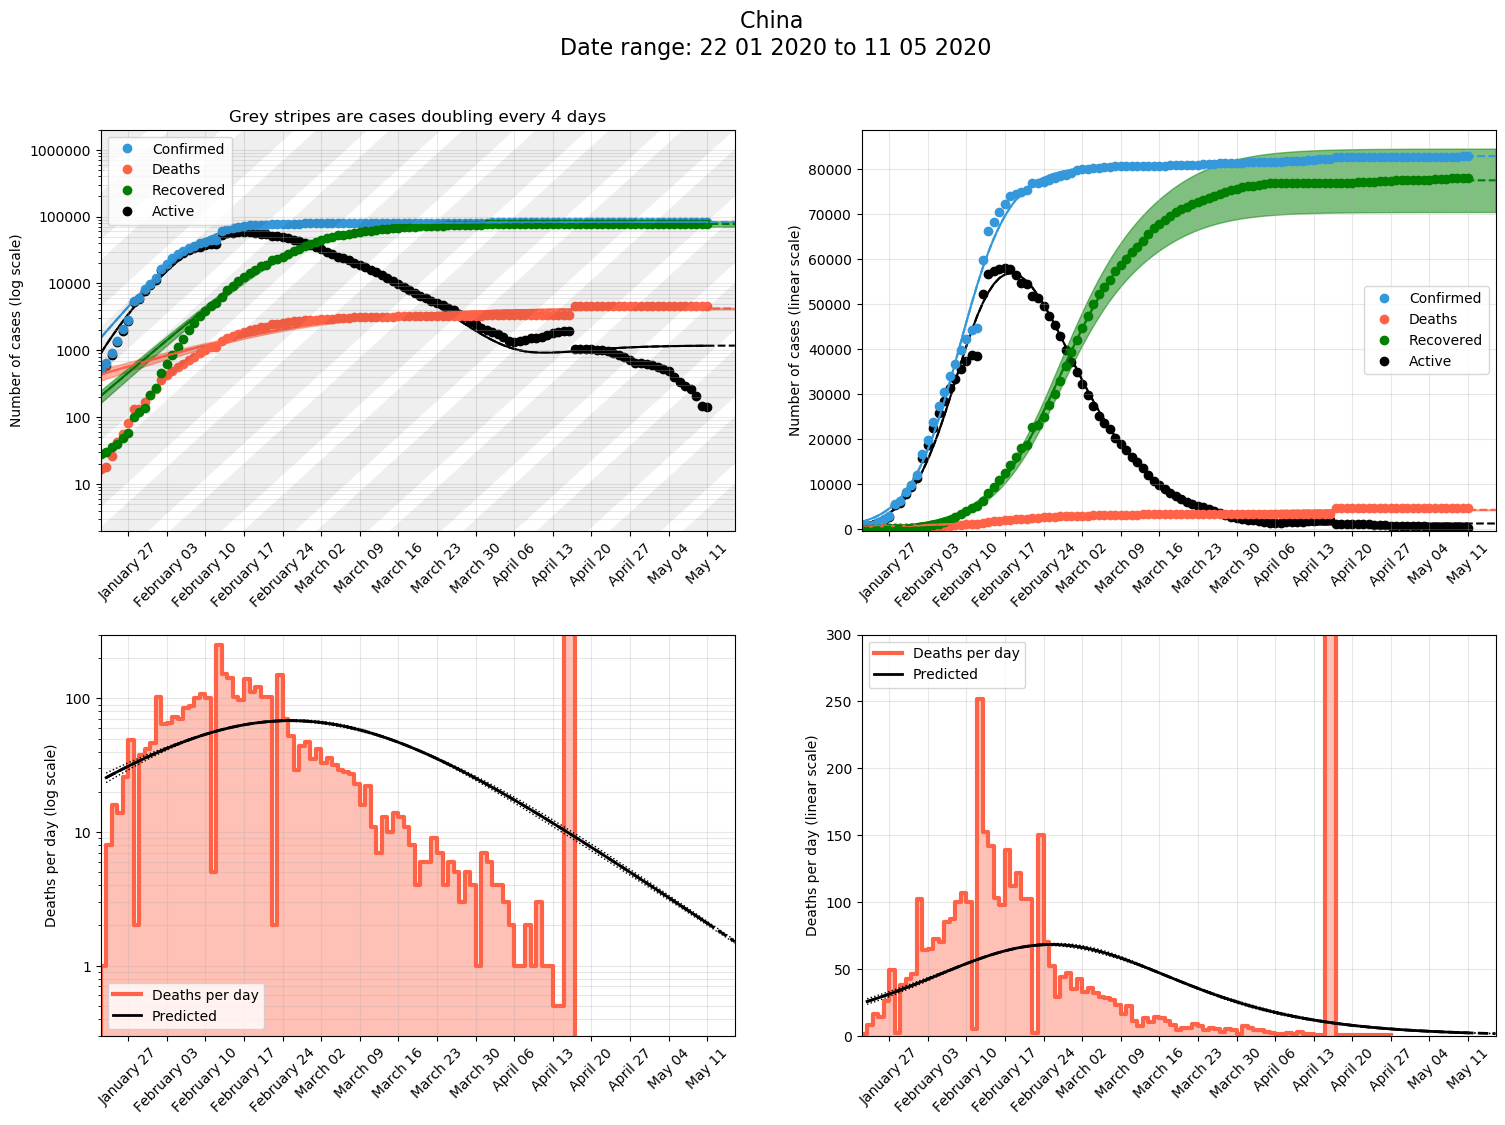 China
Date range: 22 01 2020 to 11 05 2020
Grey stripes are cases doubling every 4 days
Number of cases (log scale)
1000000
100000
10000
1000
100
10
Confirmed
Deaths
Recovered
Active
January 27
February 03
February 10
February 17
February 24
March 02
March 09
March 16
March 23
March 30
April 06
April 13
April 20
April 27
May 04
May 11
Number of cases (linear scale)
80000
70000
60000
50000
40000
30000
20000
10000
0
Confirmed
Deaths
Recovered
Active
January 27
February 03
February 10
February 17
February 24
March 02
March 09
March 16
March 23
March 30
April 06
April 13
April 20
April 27
May 04
May 11
Deaths per day (log scale)
100
10
1
Deaths per day
Predicted
January 27
February 03
February 10
February 17
February 24
March 02
March 09
March 16
March 23
March 30
April 06
April 13
April 20
April 27
May 04
May 11
Deaths per day (linear scale)
300
250
200
150
100
50
0
Deaths per day
Predicted
January 27
February 03
February 10
February 17
February 24
March 02
March 09
March 16
March 23
March 30
April 06
April 13
April 20
April 27
May 04
May 11